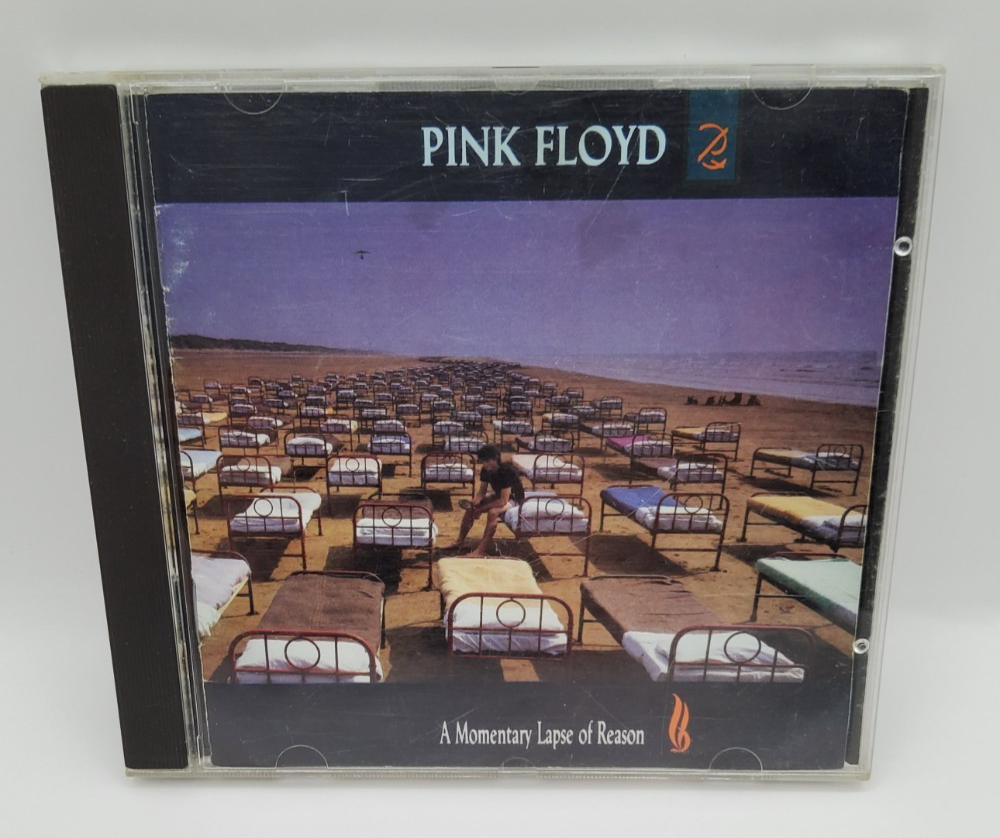 PINK FLOYD
A Momentary Lapse of Reason